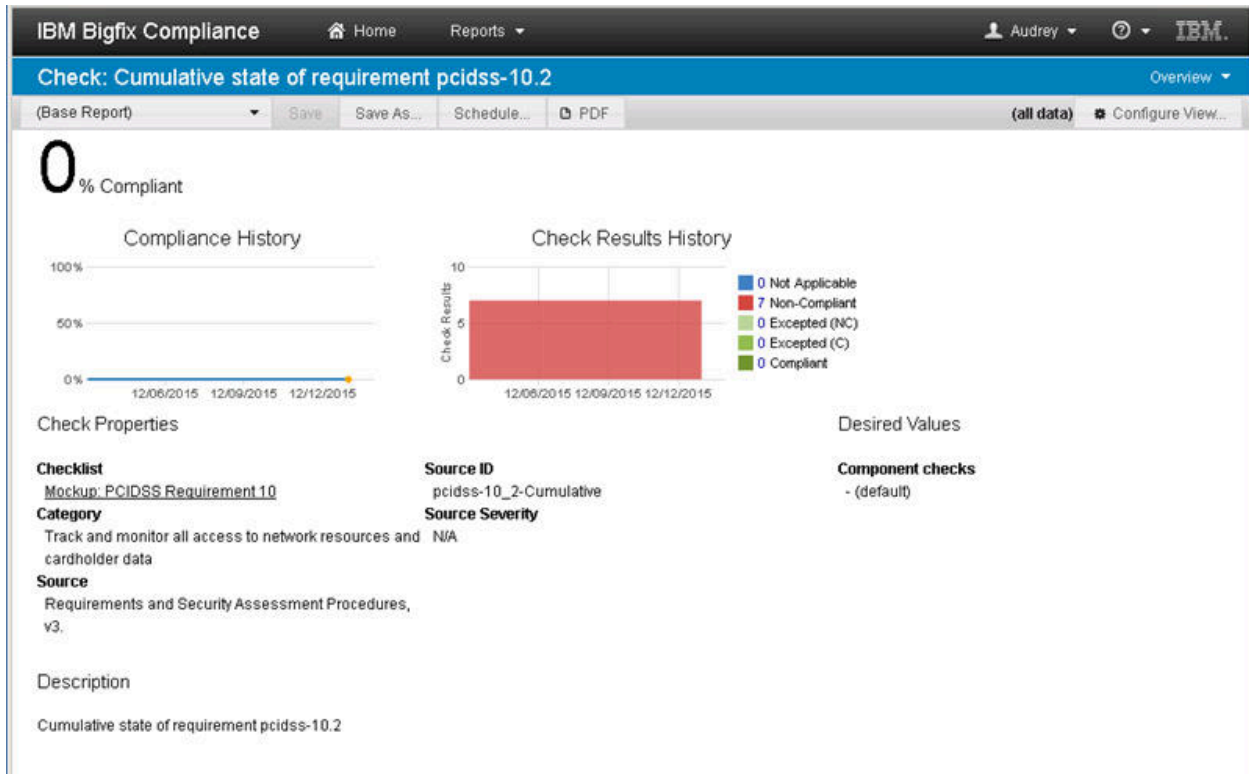 IBM Bigfix Compliance Home Reports Audrey IBM.
Check: Cumulative state of requirement pcidss-10.2 Overview
(Base Report) Save Save As... Schedule... PDF (all data) Configure View...
0 % Compliant
Compliance History
100%
50%
0%
12/06/2015 12/09/2015 12/12/2015
Check Results History
Check Results
10
5
0
12/06/2015 12/09/2015 12/12/2015
0 Not Applicable
7 Non-Compliant
0 Excepted (NC)
0 Excepted (C)
0 Compliant
Check Properties
Checklist
Mockup: PCIDSS Requirement 10
Category
Track and monitor all access to network resources and
cardholder data
Source
Requirements and Security Assessment Procedures,
v3.
Source ID
pcidss-10_2-Cumulative
Source Severity
N/A
Desired Values
Component checks
- (default)
Description
Cumulative state of requirement pcidss-10.2